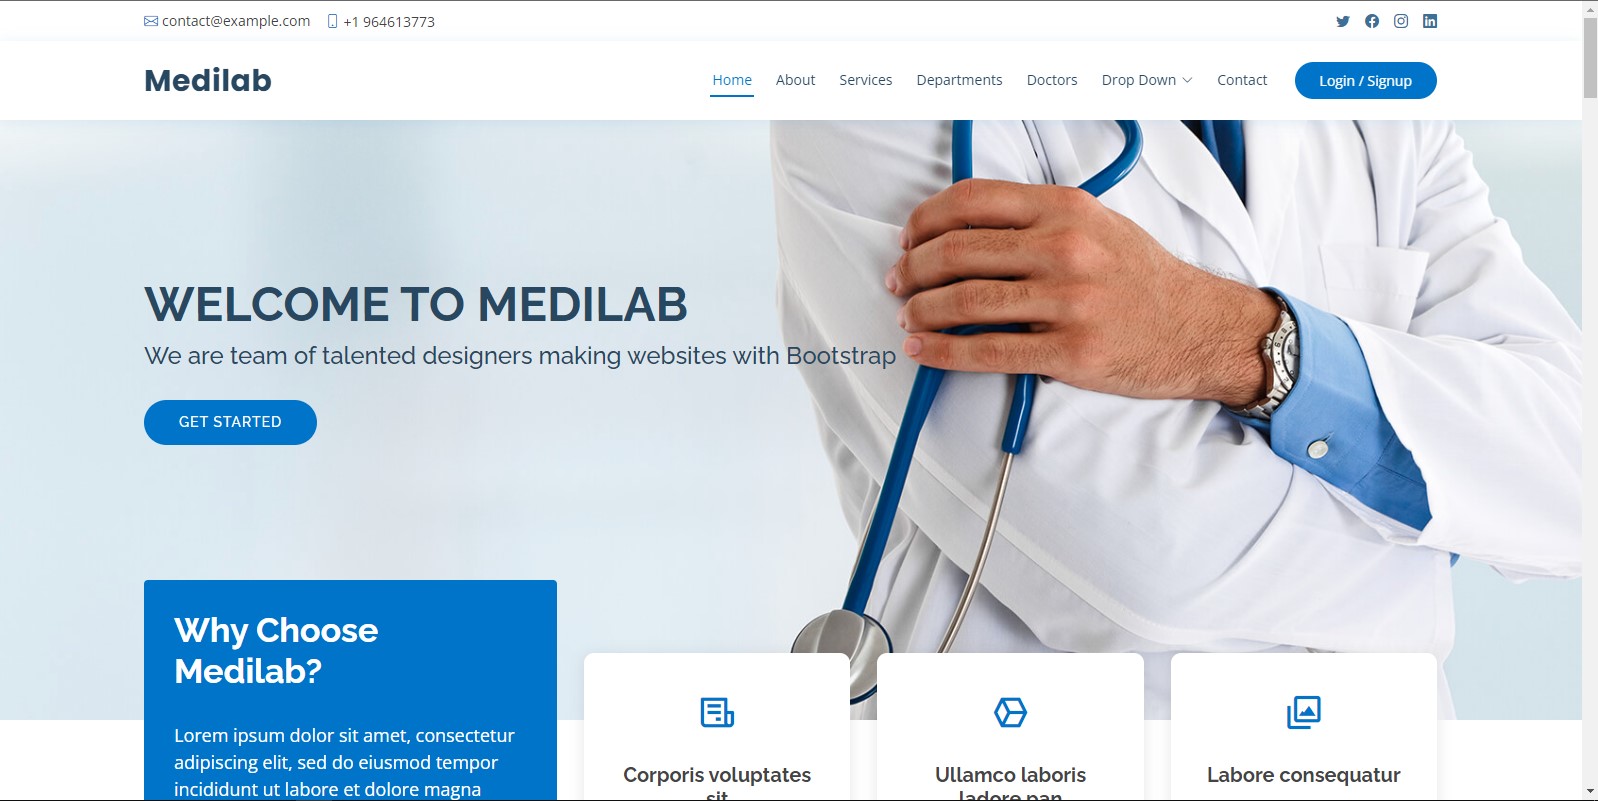 contact@example.com +1 964613773
Medilab
Home About Services Departments Doctors Drop Down Contact Login / Signup
WELCOME TO MEDILAB
We are team of talented designers making websites with Bootstrap
GET STARTED
Why Choose
Medilab?
Lorem ipsum dolor sit amet, consectetur
adipiscing elit, sed do eiusmod tempor
incididunt ut labore et dolore magna
Corporis voluptates
sit
Ullamco laboris
ladore pan
Labore consequatur